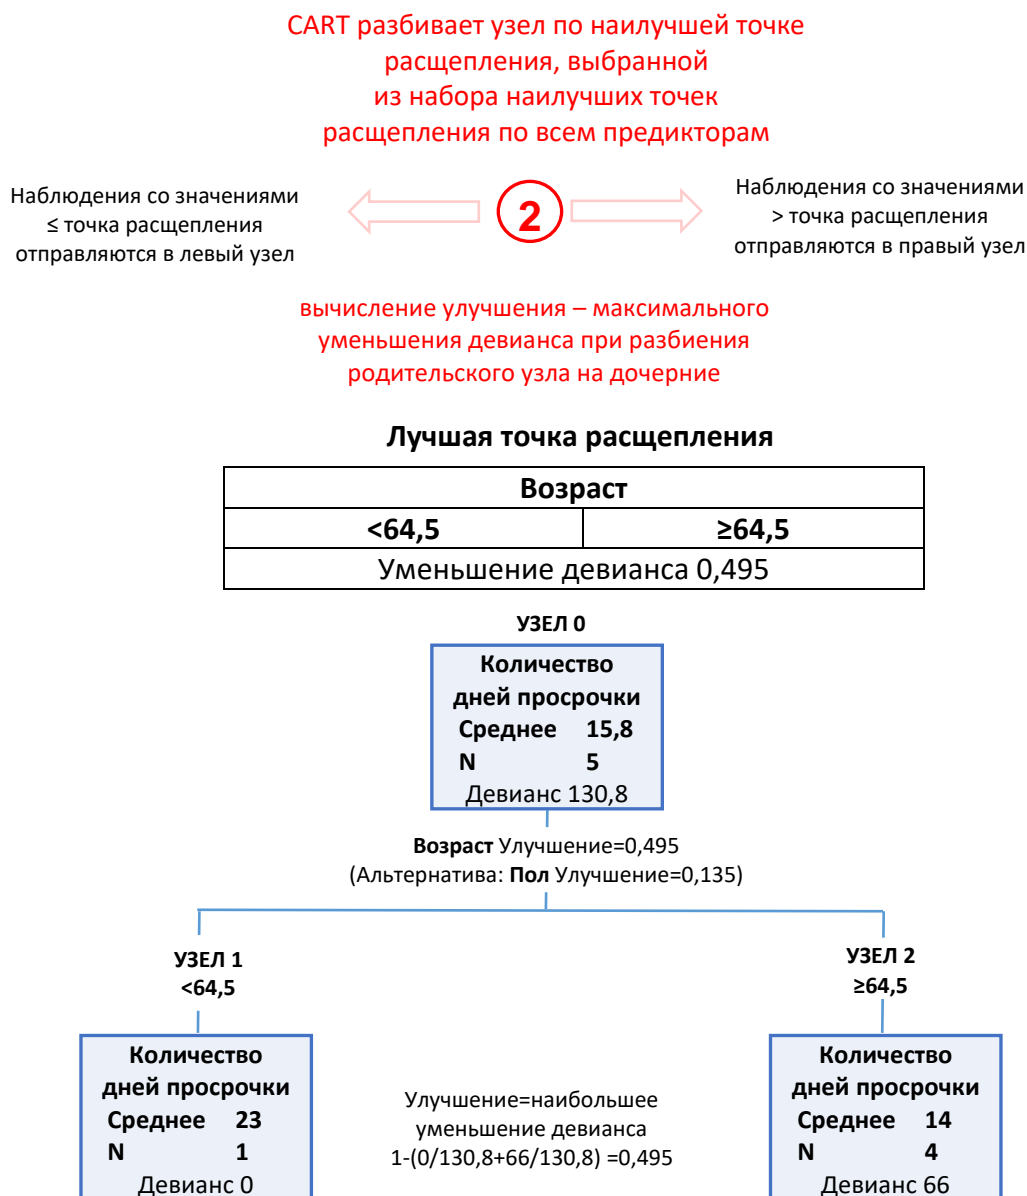 CART разбивает узел по наилучшей точке
расщепления, выбранной
из набора наилучших точек
расщепления по всем предикторам
Наблюдения со значениями
≤ точка расщепления
отправляются в левый узел
2
Наблюдения со значениями
> точка расщепления
отправляются в правый узел
вычисление улучшения – максимального
уменьшения девианса при разбиения
родительского узла на дочерние
Лучшая точка расщепления
Возраст
<64,5 ≥64,5
Уменьшение девианса 0,495
УЗЕЛ 0
Количество
дней просрочки
Среднее 15,8
N 5
Девианс 130,8
Возраст Улучшение=0,495
(Альтернатива: Пол Улучшение=0,135)
УЗЕЛ 1
<64,5
УЗЕЛ 2
≥64,5
Количество
дней просрочки
Среднее 23
N 1
Девианс 0
Улучшение=наибольшее
уменьшение девианса
1-(0/130,8+66/130,8) =0,495
Количество
дней просрочки
Среднее 14
N 4
Девианс 66